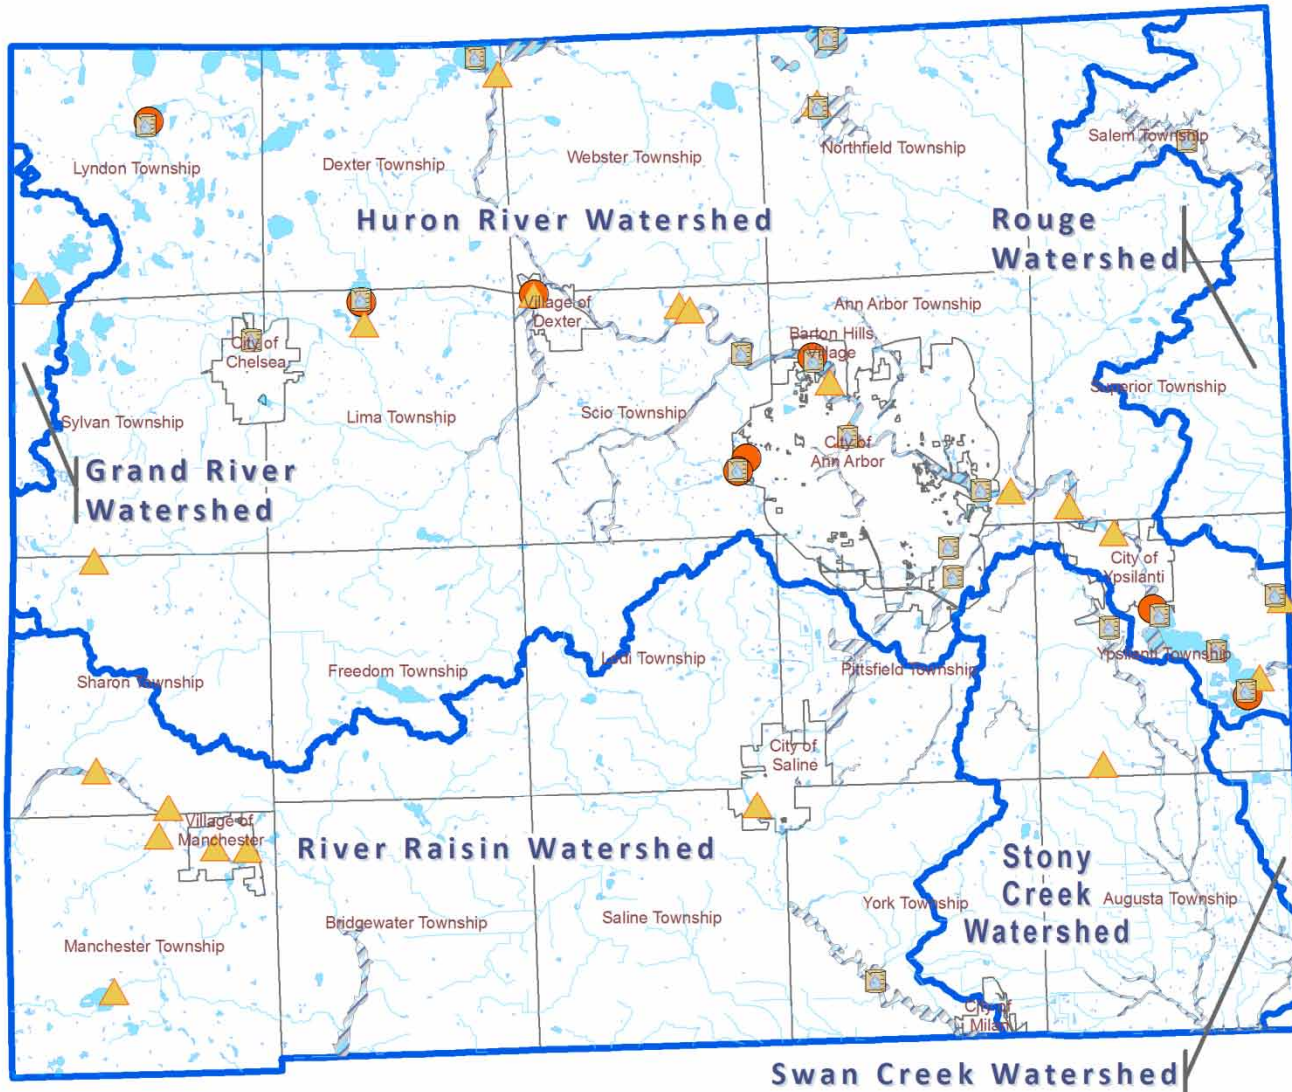 Salem Township
Northfield Township
Webster Township
Dexter Township
Lyndon Township
Huron River Watershed
Rouge
Watershed
Village of
Dexter
Ann Arbor Township
Barton Hills
Village
City of
Chelsea
Superior Township
Sylvan Township
Lima Township
Scio Township
City of
Ann Arbor
Grand River
Watershed
City of
Ypsilanti
Ypsilanti Township
Sharon Township
Freedom Township
Lodi Township
Pittsfield Township
City of
Saline
Village of
Manchester
River Raisin Watershed
Stony
Creek
Watershed
Manchester Township
Bridgewater Township
Saline Township
York Township
Augusta Township
City of
Milan
Swan Creek Watershed